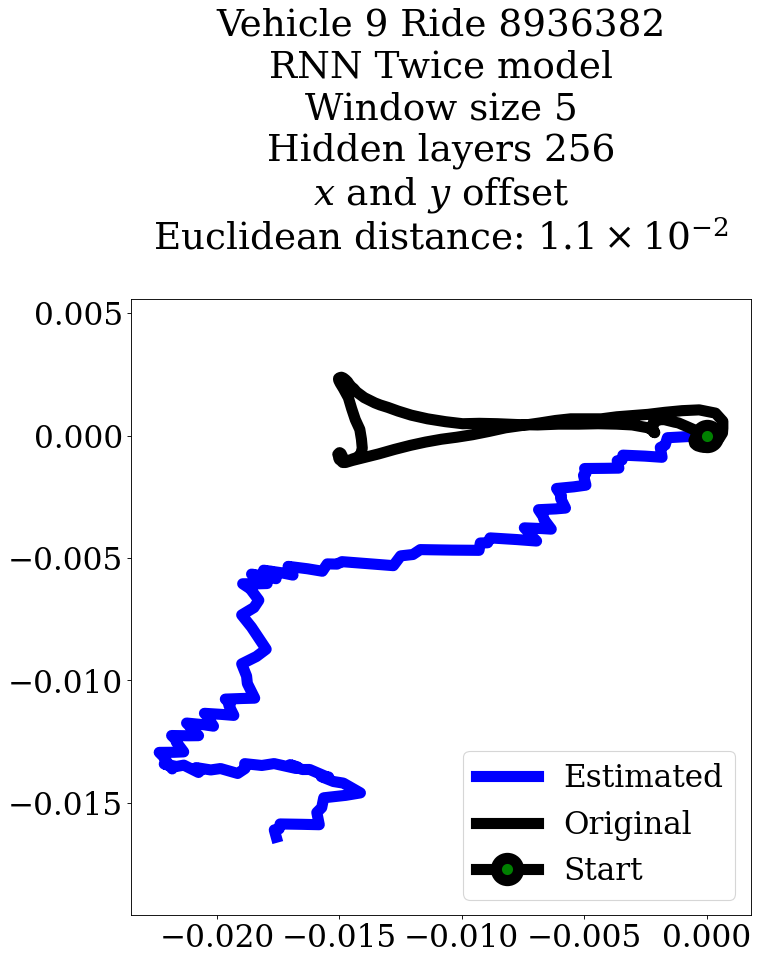 Vehicle 9 Ride 8936382
RNN Twice model
Window size 5
Hidden layers 256
x and y offset
Euclidean distance: 1.1 × 10⁻²
0.005
0.000
−0.005
−0.010
−0.015
Estimated
Original
Start
−0.020 −0.015 −0.010 −0.005 0.000